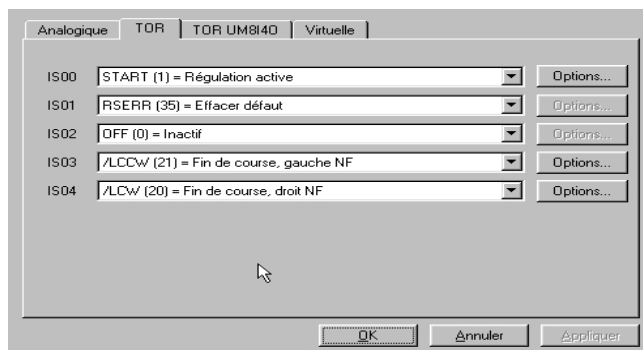 Analogique TOR TOR UM8I4O Virtuelle
IS00 START (1) = Régulation active Options...
IS01 RSERR (35) = Effacer défaut Options...
IS02 OFF (0) = Inactif Options...
IS03 /LCCW (21) = Fin de course, gauche NF Options...
IS04 /LCW (20) = Fin de course, droit NF Options...
OK Annuler Appliquer